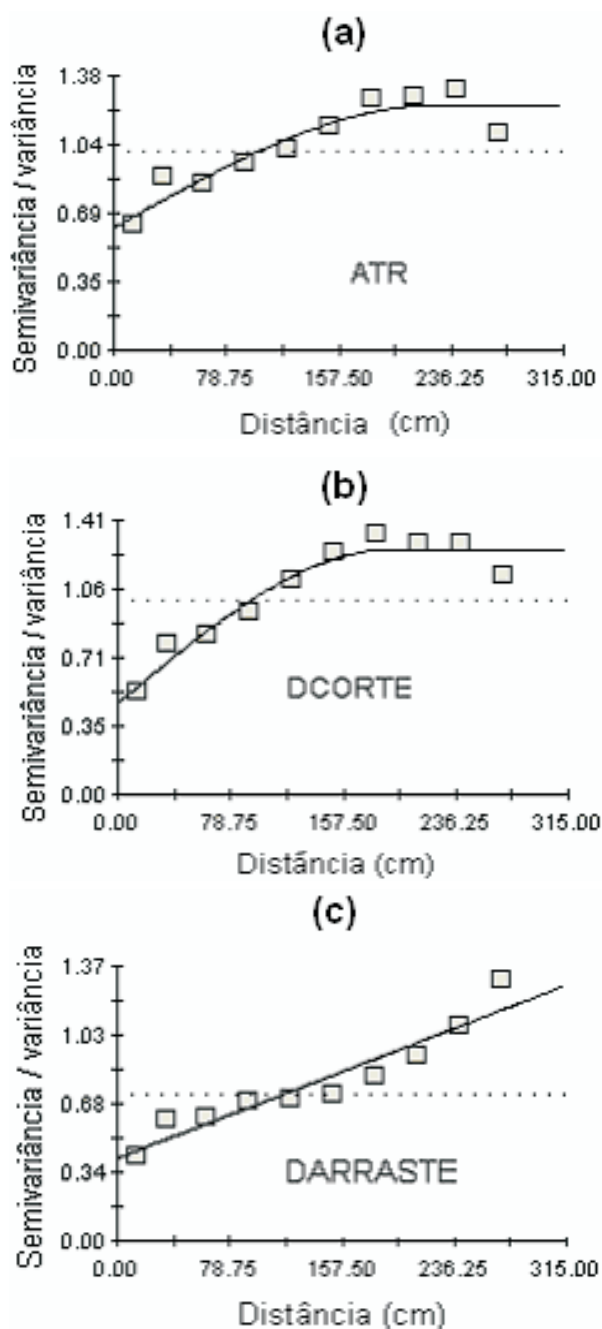 (a)
Semivariância / variância
1.38
1.04
0.69
0.35
0.00
ATR
0.00 78.75 157.50 236.25 315.00
Distância (cm)
(b)
Semivariância / variância
1.41
1.06
0.71
0.35
0.00
DCORTE
0.00 78.75 157.50 236.25 315.00
Distância (cm)
(c)
Semivariância / variância
1.37
1.03
0.68
0.34
0.00
DARRASTE
0.00 78.75 157.50 236.25 315.00
Distância (cm)